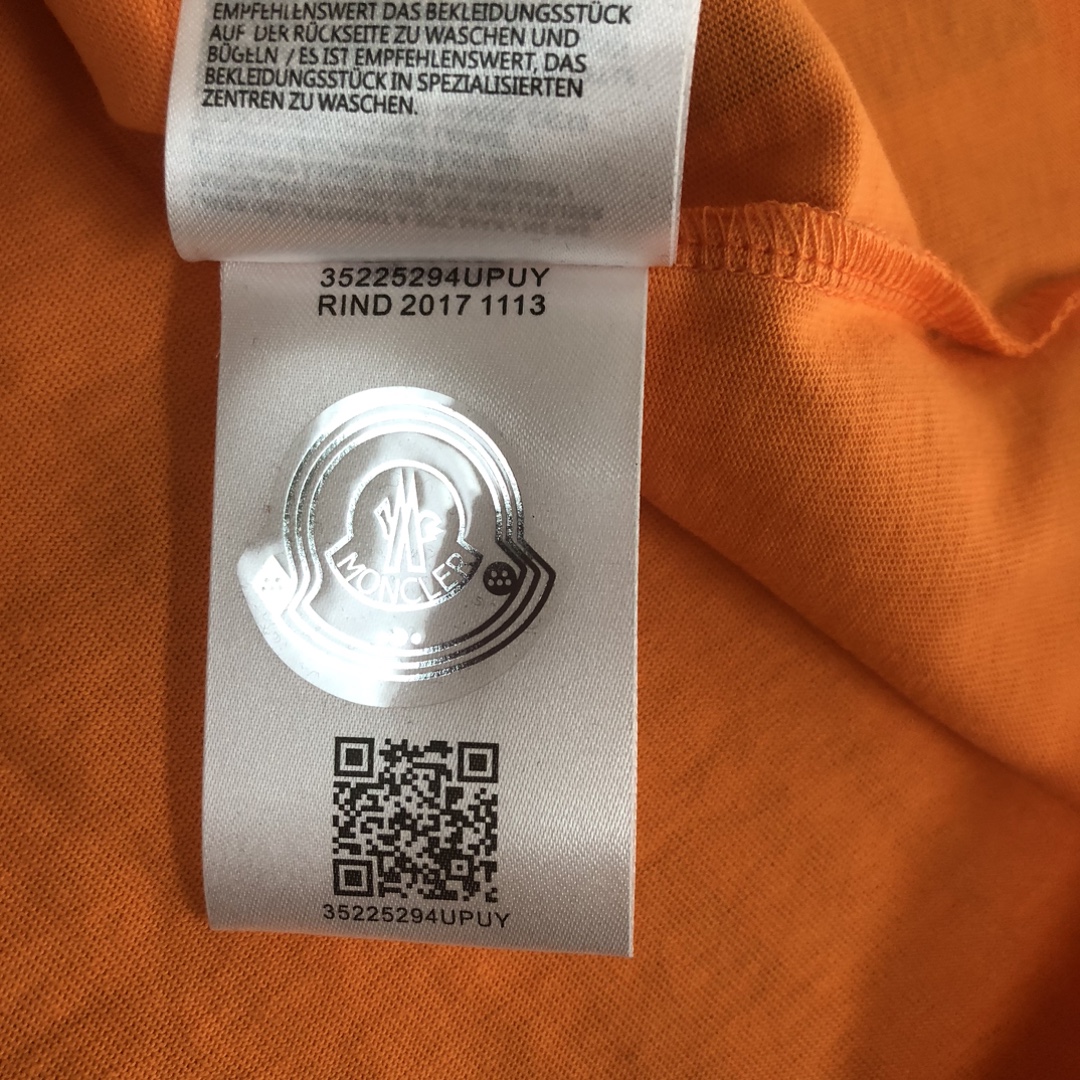 EMPFEHLENSWERT DAS BEKLEIDUNGSSTÜCK
AUF DER RÜCKSEITE ZU WASCHEN UND
BÜGELN / ES IST EMPFEHLENSWERT, DAS
BEKLEIDUNGSSTÜCK IN SPEZIALISIERTEN
ZENTREN ZU WASCHEN.
35225294UPUY
RIND 2017 1113
MONCLER
35225294UPUY